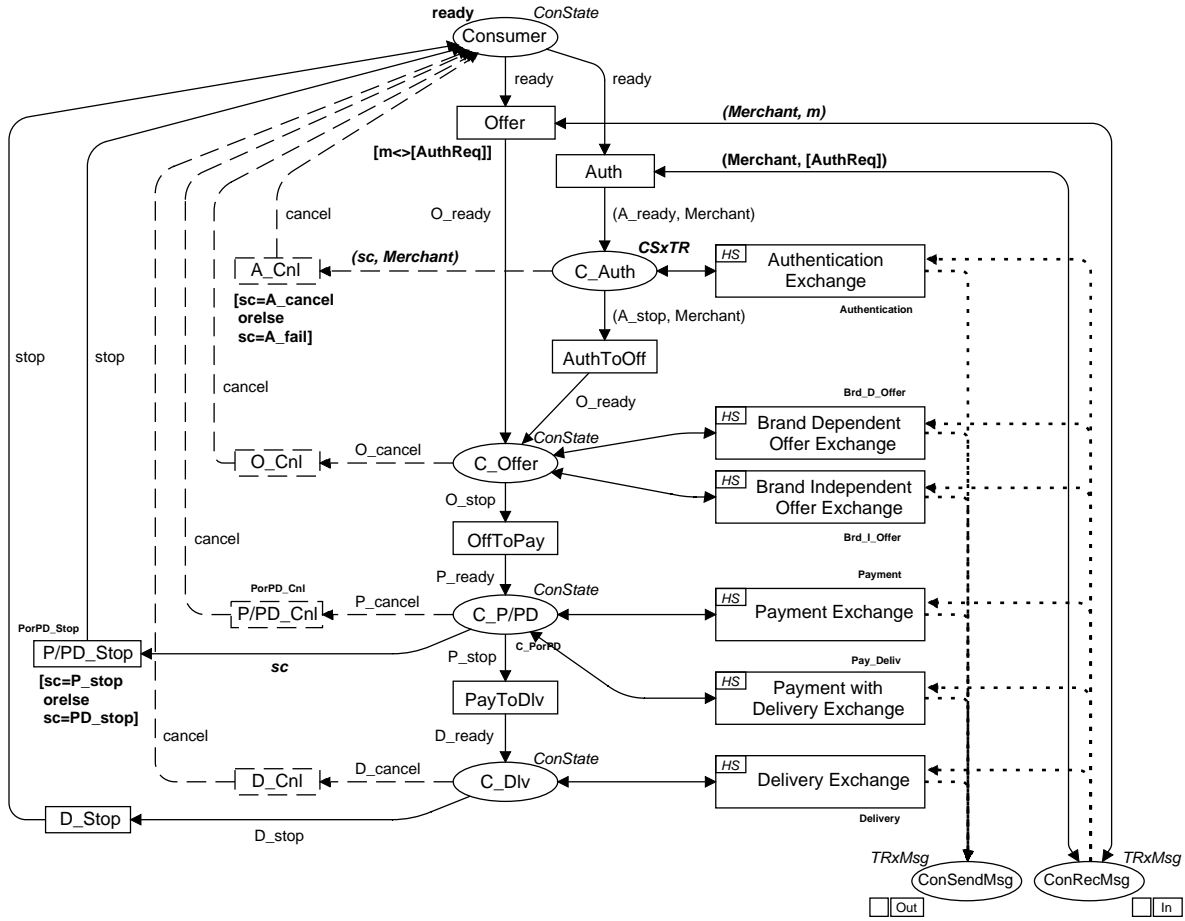 ready
ConState
Consumer
ready
ready
(Merchant, m)
Offer
[m<>[AuthReq]]
(Merchant, [AuthReq])
Auth
cancel
O_ready
(A_ready, Merchant)
(sc, Merchant)
CSxTR
A_Cnl
C_Auth
HS
Authentication
Exchange
Authentication
[sc=A_cancel
orelse
sc=A_fail]
(A_stop, Merchant)
stop
stop
AuthToOff
cancel
O_ready
Brd_D_Offer
HS
Brand Dependent
Offer Exchange
ConState
O_cancel
O_Cnl
C_Offer
HS
Brand Independent
Offer Exchange
Brd_I_Offer
O_stop
OffToPay
cancel
P_ready
ConState
Payment
PorPD_Cnl
P_cancel
P/PD_Cnl
C_P/PD
HS
Payment Exchange
PorPD_Stop
P/PD_Stop
C_PorPD
sc
P_stop
Pay_Deliv
HS
Payment with
Delivery Exchange
[sc=P_stop
orelse
sc=PD_stop]
PayToDlv
cancel
D_ready
ConState
D_cancel
D_Cnl
C_Dlv
HS
Delivery Exchange
Delivery
D_Stop
D_stop
TRxMsg
TRxMsg
ConSendMsg
ConRecMsg
Out
In